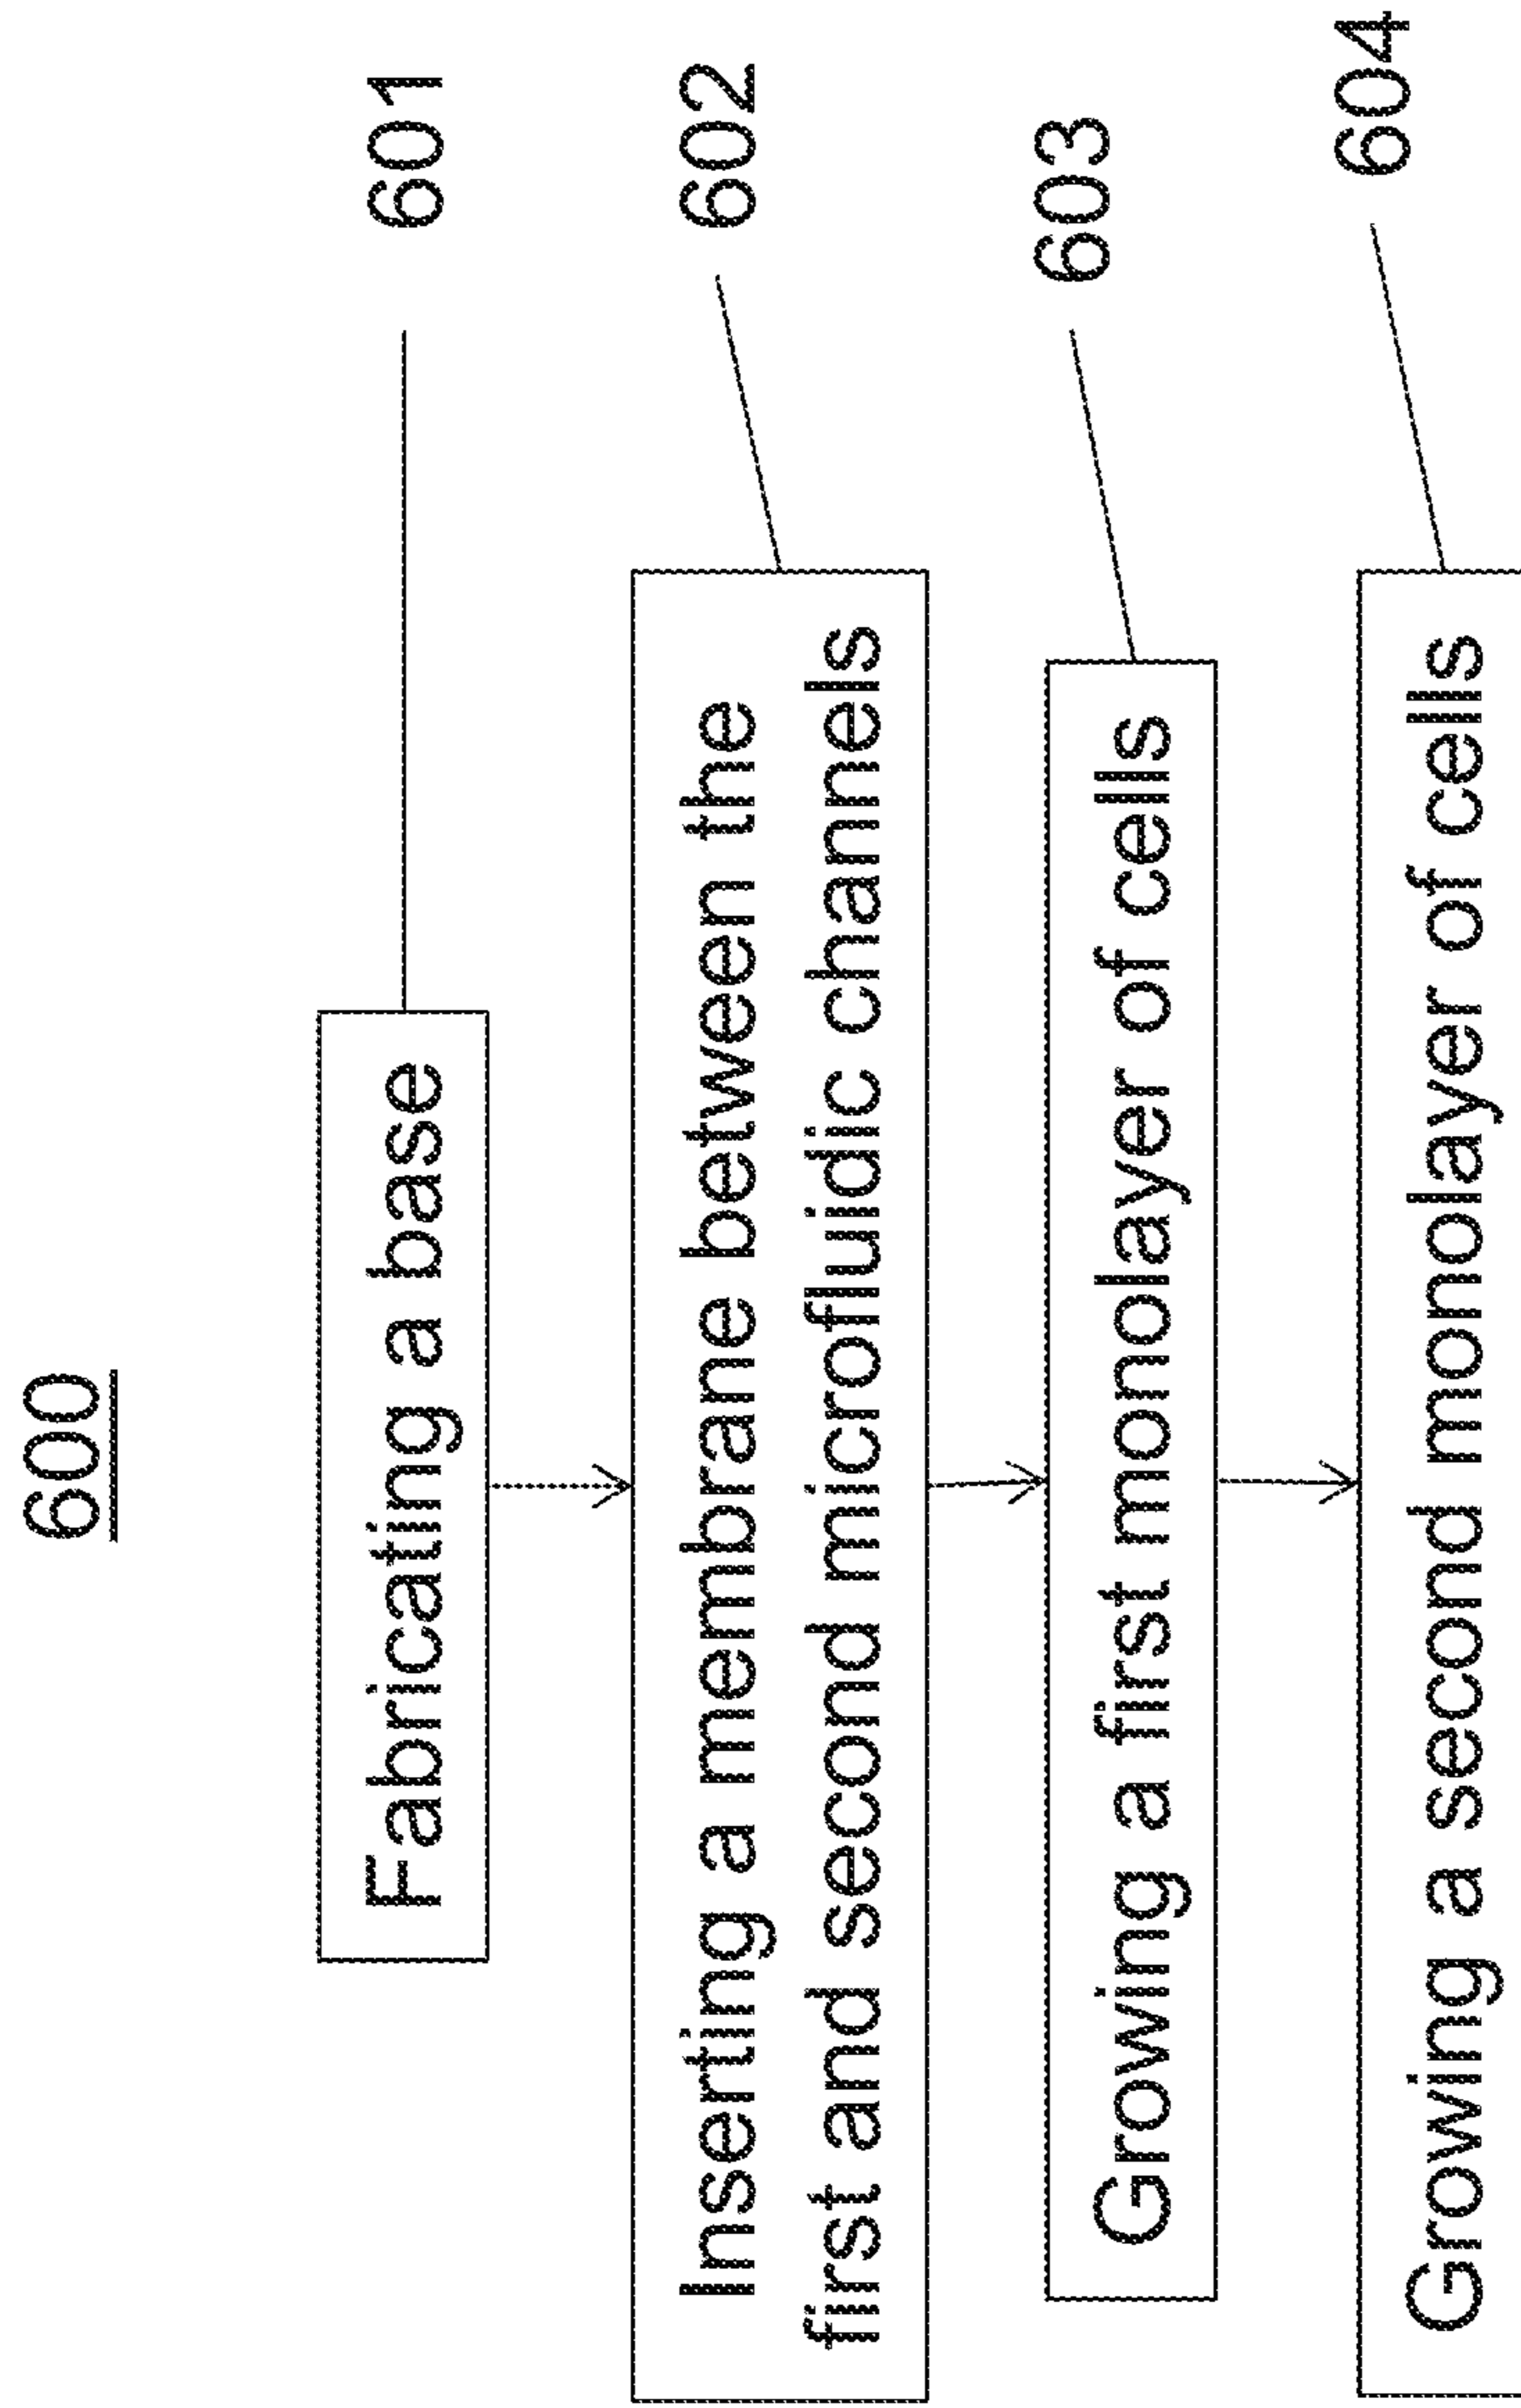 600
Fabricating a base
601
Inserting a membrane between the
first and second microfluidic channels
602
Growing a first monolayer of cells
603
Growing a second monolayer of cells
604